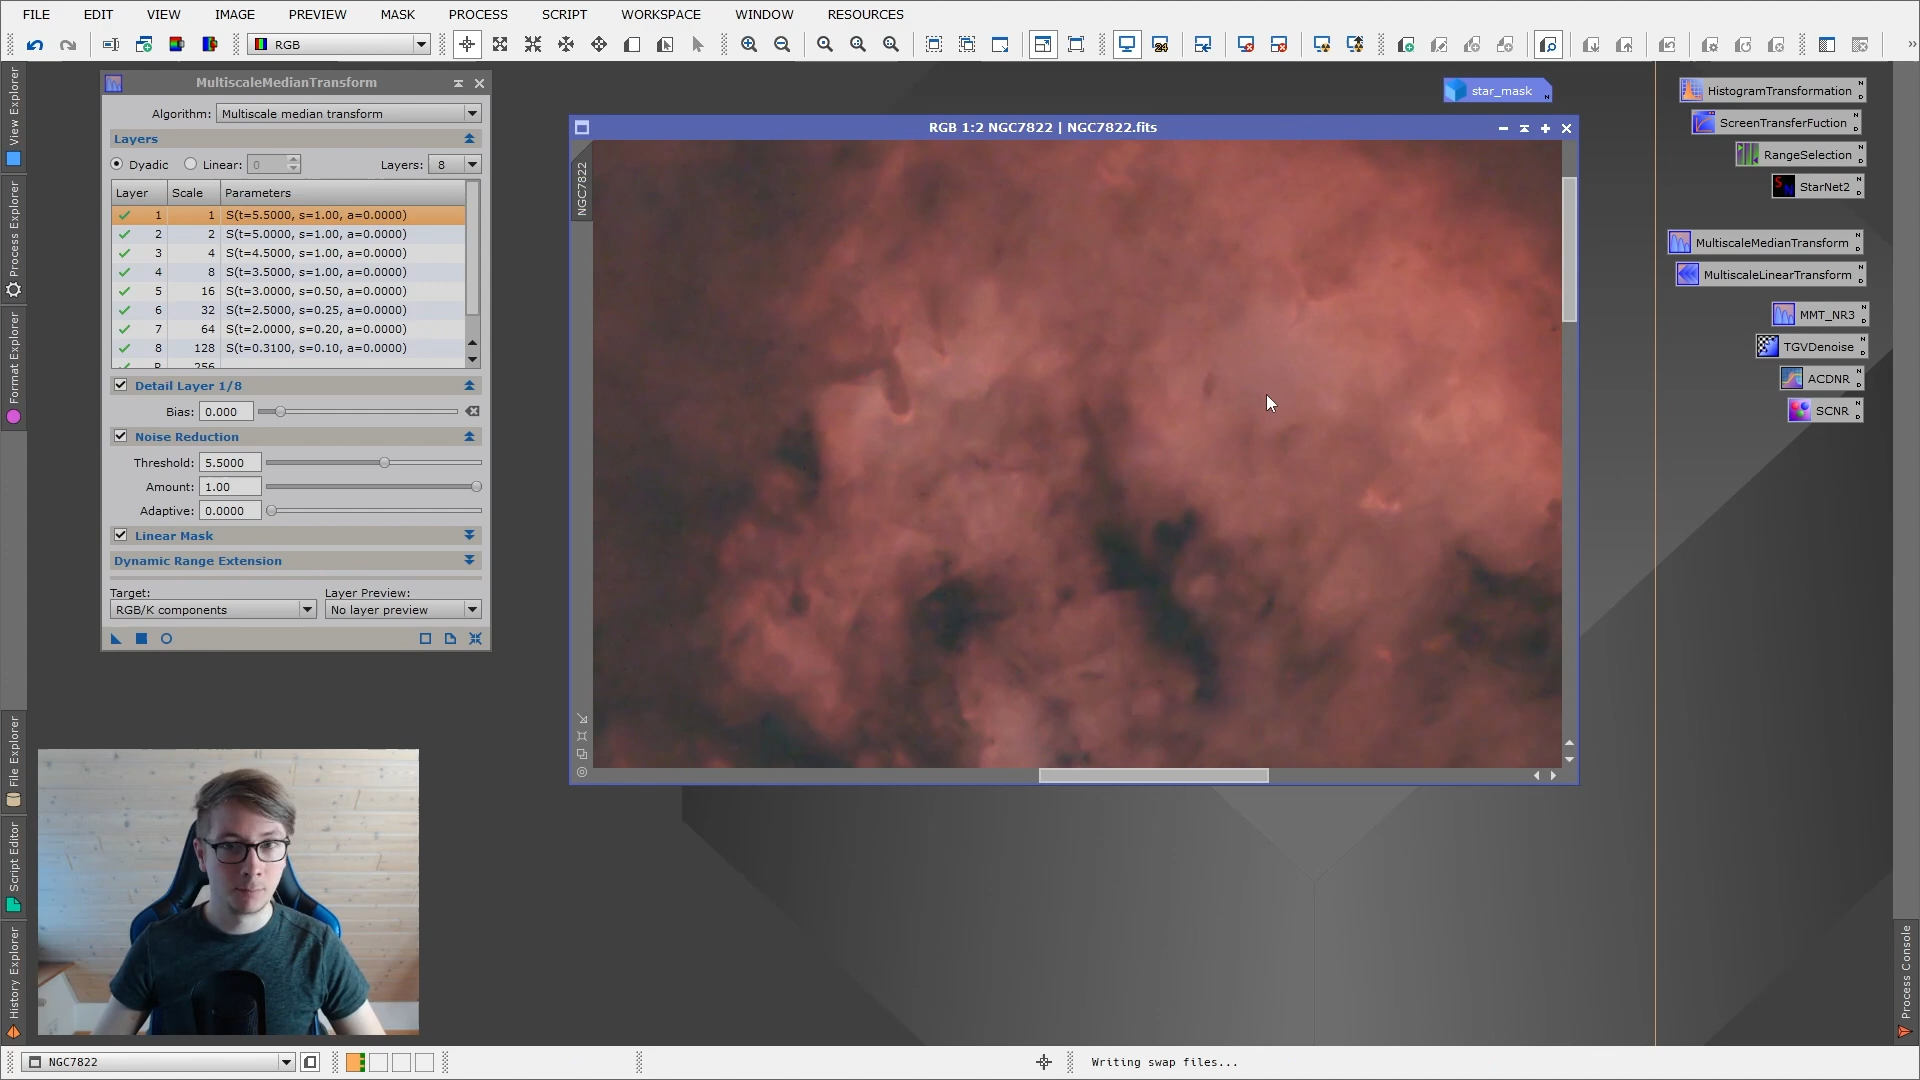 FILE EDIT VIEW IMAGE PREVIEW MASK PROCESS SCRIPT WORKSPACE WINDOW RESOURCES
RGB
24
View Explorer
Process Explorer
Format Explorer
File Explorer
Script Editor
History Explorer
MultiscaleMedianTransform
Algorithm: Multiscale median transform
Layers
Dyadic Linear: 0 Layers: 8
Layer Scale Parameters
1 1 S(t=5.5000, s=1.00, a=0.0000)
2 2 S(t=5.0000, s=1.00, a=0.0000)
3 4 S(t=4.5000, s=1.00, a=0.0000)
4 8 S(t=3.5000, s=1.00, a=0.0000)
5 16 S(t=3.0000, s=0.50, a=0.0000)
6 32 S(t=2.5000, s=0.25, a=0.0000)
7 64 S(t=2.0000, s=0.20, a=0.0000)
8 128 S(t=0.3100, s=0.10, a=0.0000)
R 256
Detail Layer 1/8
Bias: 0.000
Noise Reduction
Threshold: 5.5000
Amount: 1.00
Adaptive: 0.0000
Linear Mask
Dynamic Range Extension
Target: Layer Preview:
RGB/K components No layer preview
star_mask
N
RGB 1:2 NGC7822 | NGC7822.fits
NGC7822
HistogramTransformation
N
D
ScreenTransferFuction
N
D
RangeSelection
N
D
SN StarNet2
N
D
MultiscaleMedianTransform
N
D
MultiscaleLinearTransform
N
D
MMT_NR3
N
D
TGVDenoise
N
D
ACDNR
N
D
SCNR
N
D
Process Console
NGC7822
Writing swap files...